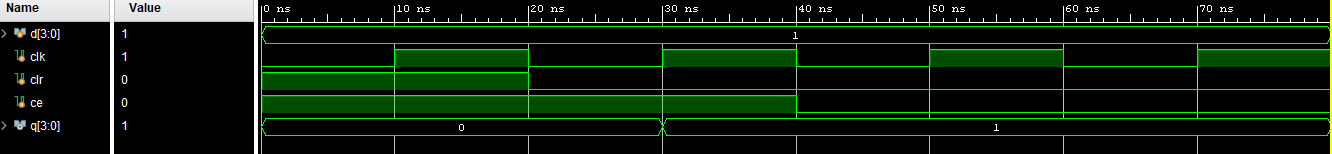 Name Value 0 ns 10 ns 20 ns 30 ns 40 ns 50 ns 60 ns 70 ns
d[3:0] 1 1
clk 1
clr 0
ce 0
q[3:0] 1 0 1